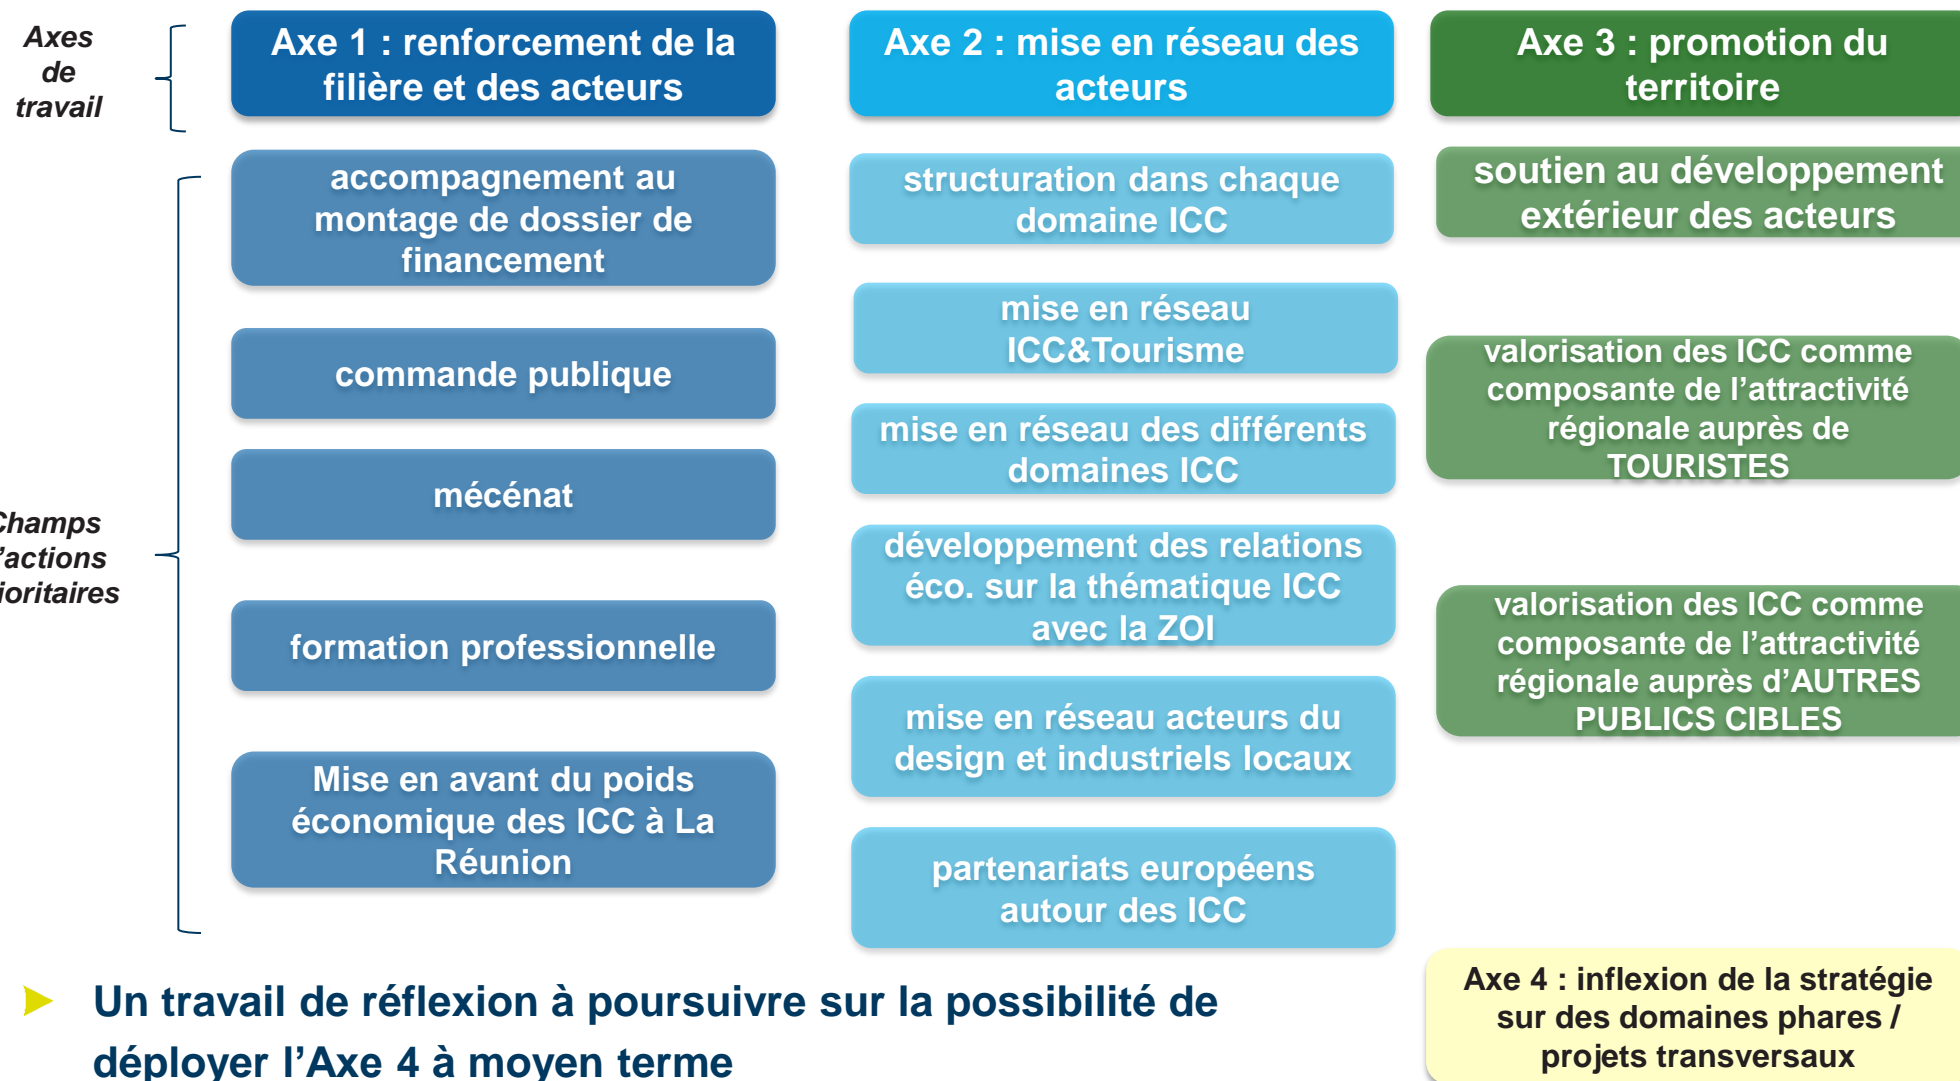 Axes
de
travail
Axe 1 : renforcement de la
filière et des acteurs
Axe 2 : mise en réseau des
acteurs
Axe 3 : promotion du
territoire
Champs
d’actions
prioritaires
accompagnement au
montage de dossier de
financement
commande publique
mécénat
formation professionnelle
Mise en avant du poids
économique des ICC à La
Réunion
structuration dans chaque
domaine ICC
mise en réseau
ICC&Tourisme
mise en réseau des différents
domaines ICC
développement des relations
éco. sur la thématique ICC
avec la ZOI
mise en réseau acteurs du
design et industriels locaux
partenariats européens
autour des ICC
soutien au développement
extérieur des acteurs
valorisation des ICC comme
composante de l’attractivité
régionale auprès de
TOURISTES
valorisation des ICC comme
composante de l’attractivité
régionale auprès d’AUTRES
PUBLICS CIBLES
Un travail de réflexion à poursuivre sur la possibilité de
déployer l’Axe 4 à moyen terme
Axe 4 : inflexion de la stratégie
sur des domaines phares /
projets transversaux